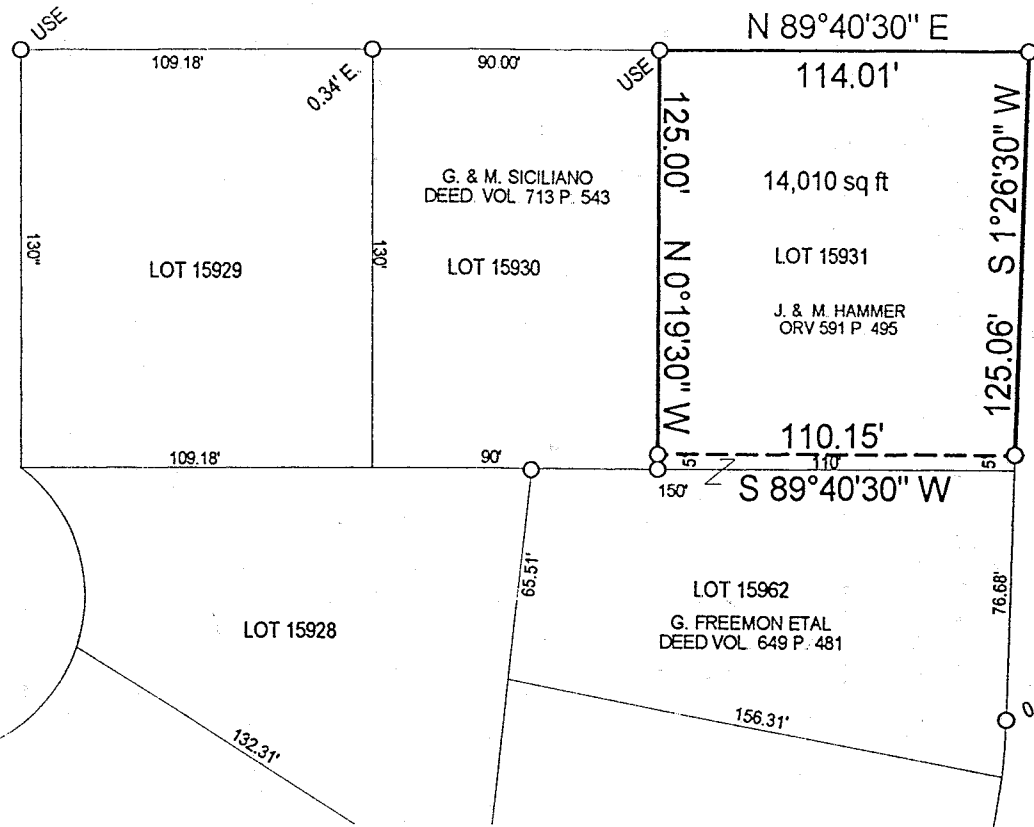 USE
N 89°40'30" E
109.18'
0.34' E.
90.00'
USE
114.01'
125.00' N 0°19'30" W
S 1°26'30" W
125.06'
G. & M. SICILIANO
DEED. VOL. 713 P. 543
14,010 sq ft
130"
130'
LOT 15929
LOT 15930
LOT 15931
J. & M. HAMMER
ORV 591 P. 495
110.15'
109.18'
90'
5'
110'
5'
150'
S 89°40'30" W
65.51'
76.68'
LOT 15962
G. FREEMON ETAL
DEED VOL. 649 P. 481
LOT 15928
0
156.31'
132.31'